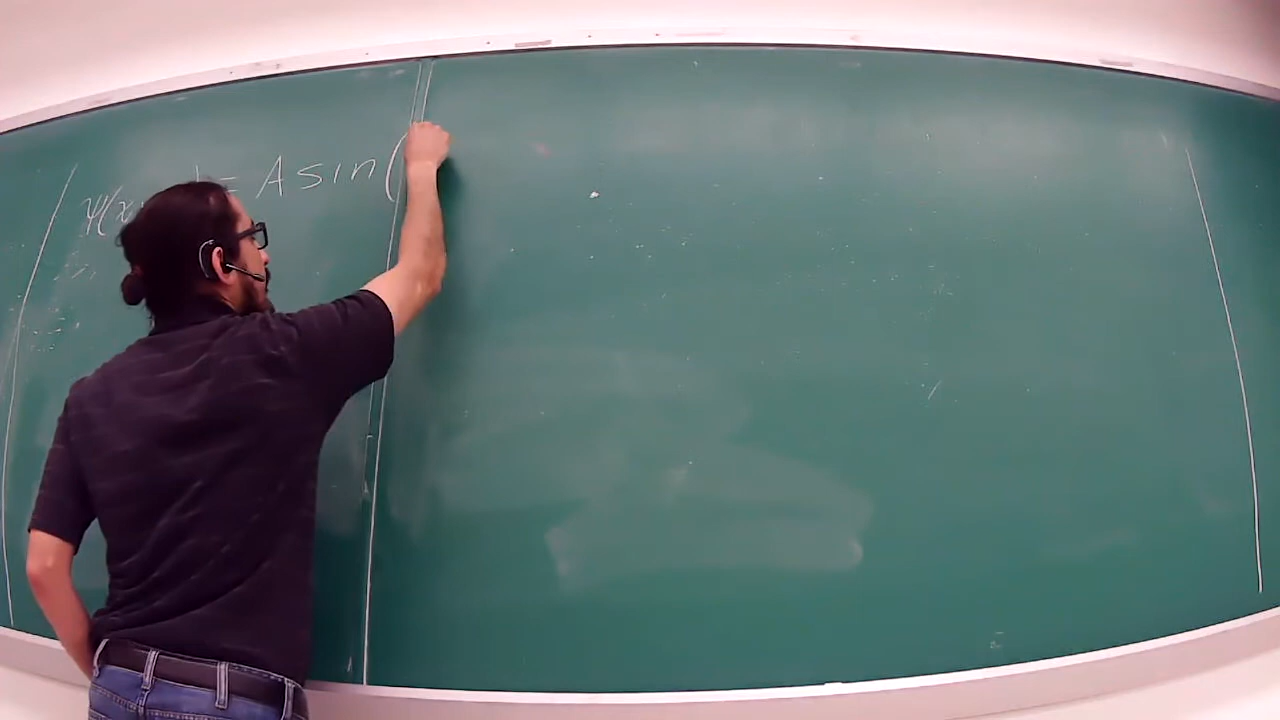 ψ(x, ) = A sin(